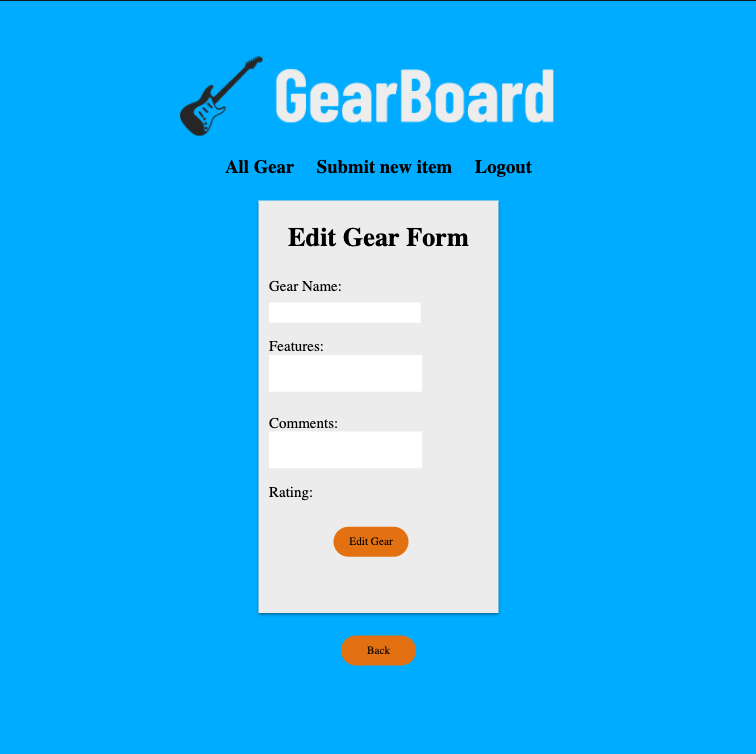 GearBoard
All Gear Submit new item Logout
Edit Gear Form
Gear Name:
Features:
Comments:
Rating:
Edit Gear
Back